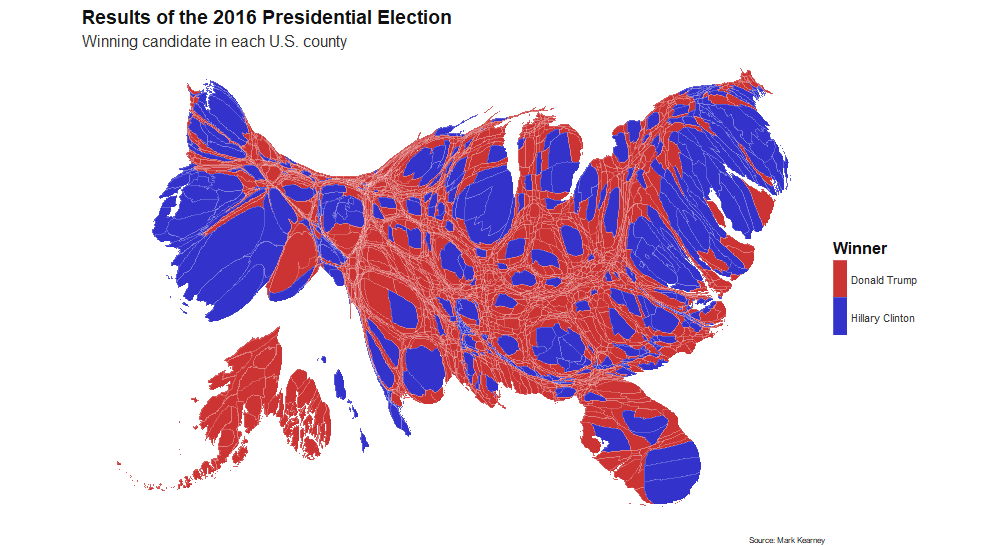 Results of the 2016 Presidential Election
Winning candidate in each U.S. county
Winner
Donald Trump
Hillary Clinton
Source: Mark Kearney